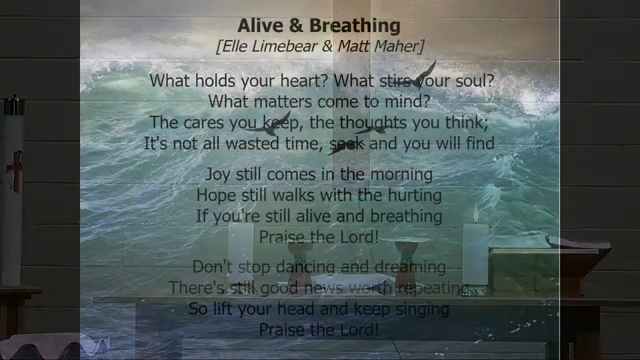 Alive & Breathing
[Elle Limebear & Matt Maher]
What holds your heart? What stirs your soul?
What matters come to mind?
The cares you keep, the thoughts you think;
It's not all wasted time, seek and you will find
Joy still comes in the morning
Hope still walks with the hurting
If you're still alive and breathing
Praise the Lord!
Don't stop dancing and dreaming
There's still good news worth repeating
So lift your head and keep singing
Praise the Lord!